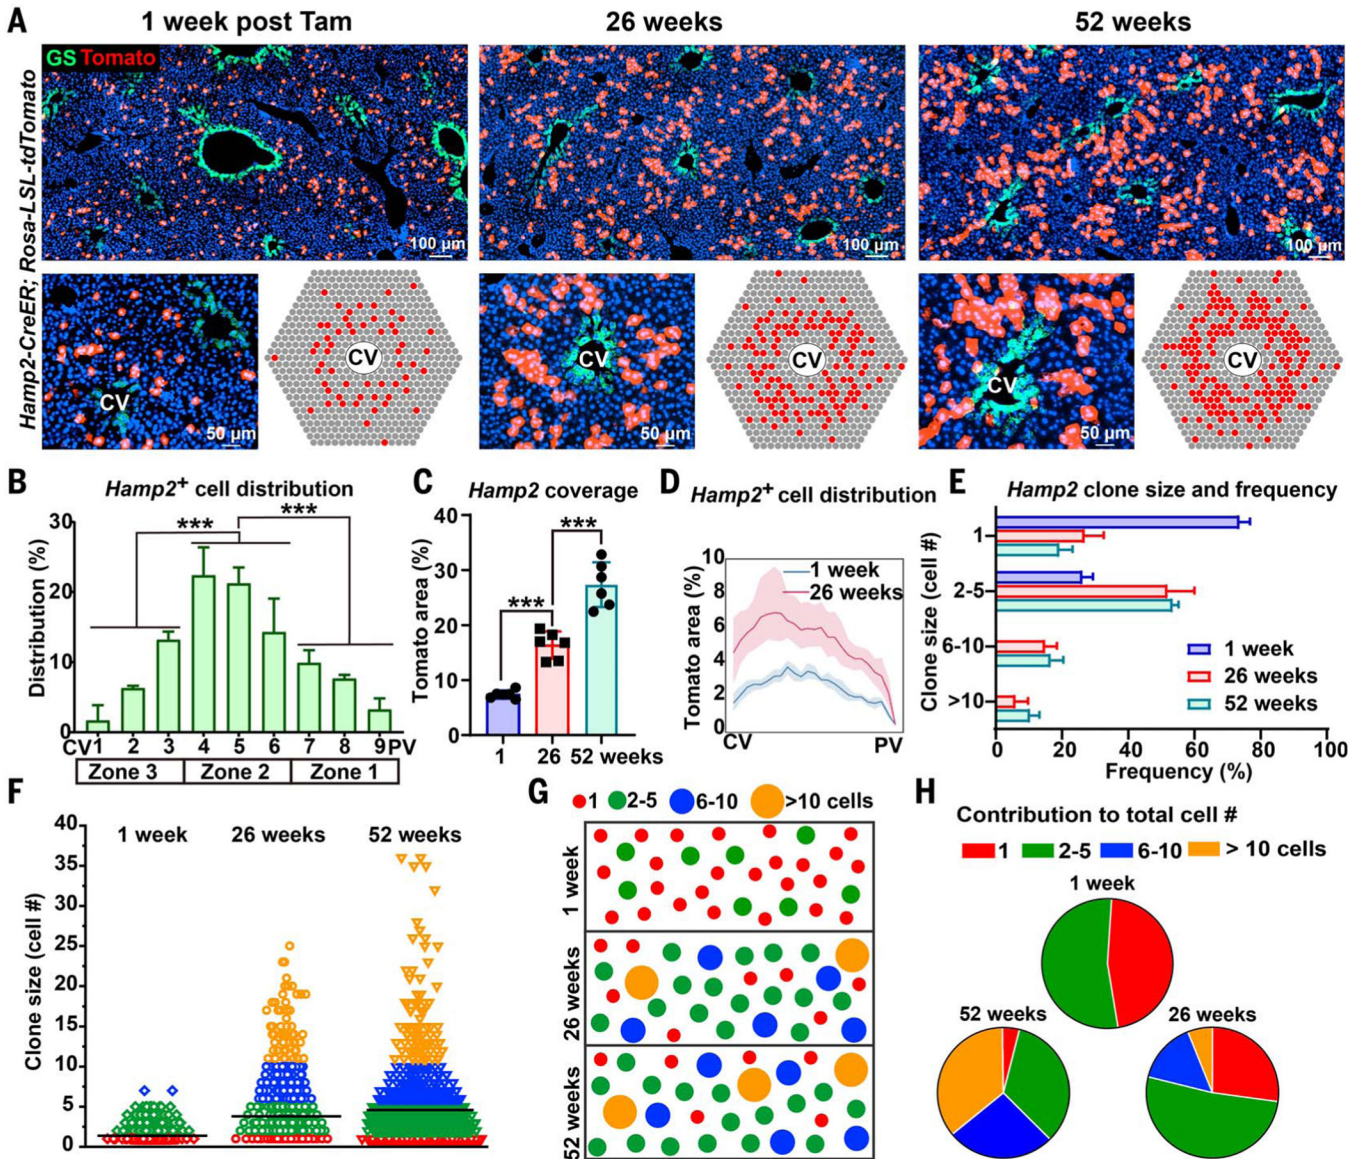 A
1 week post Tam
26 weeks
52 weeks
Hamp2-CreER; Rosa-LSL-tdTomato
GS Tomato
100 µm
100 µm
100 µm
CV
50 µm
CV
CV
50 µm
CV
CV
50 µm
CV
B
Hamp2+ cell distribution
Distribution (%)
30
20
10
0
***
***
CV1 2 3 4 5 6 7 8 9PV
Zone 3 Zone 2 Zone 1
C
Hamp2 coverage
Tomato area (%)
40
30
20
10
0
***
***
1 26 52 weeks
D
Hamp2+ cell distribution
Tomato area (%)
10
8
6
4
2
0
1 week
26 weeks
CV PV
E
Hamp2 clone size and frequency
Clone size (cell #)
1
2-5
6-10
>10
1 week
26 weeks
52 weeks
0 20 40 60 80 100
Frequency (%)
F
Clone size (cell #)
40
35
30
25
20
15
10
5
0
1 week 26 weeks 52 weeks
G
1 2-5 6-10 >10 cells
1 week
26 weeks
52 weeks
H
Contribution to total cell #
1 2-5 6-10 > 10 cells
1 week
52 weeks
26 weeks